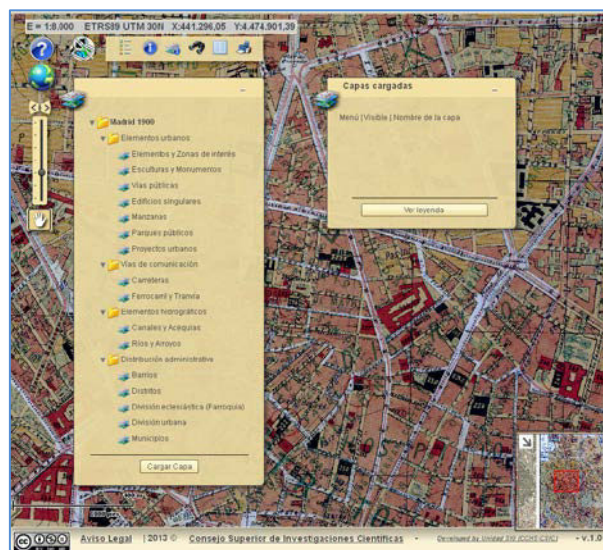 E = 1:8.000 ETRS89 UTM 30N X:441.296,05 Y:4.474.901,39
Madrid 1900
Elementos urbanos
Elementos y Zonas de interés
Esculturas y Monumentos
Vías públicas
Edificios singulares
Manzanas
Parques públicos
Proyectos urbanos
Vías de comunicación
Carreteras
Ferrocarril y Tranvía
Elementos hidrográficos
Canales y Acequias
Ríos y Arroyos
Distribución administrativa
Barrios
Distritos
División eclesiástica (Parroquia)
División urbana
Municipios
Cargar Capa
Capas cargadas
Menú | Visible | Nombre de la capa
Ver leyenda
Aviso Legal | 2013 © Consejo Superior de Investigaciones Científicas - Developed by Unidad SIG (CCHS-CSIC) - v.1.0